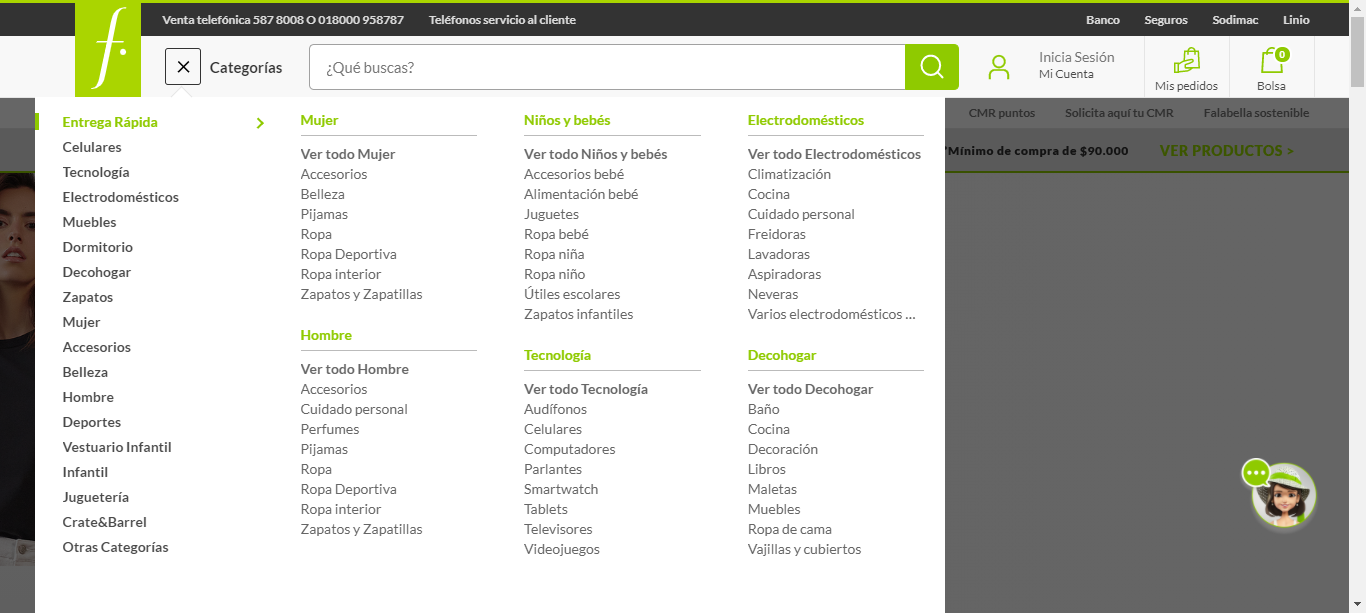 Venta telefónica 587 8008 O 018000 958787
Teléfonos servicio al cliente
Banco
Seguros
Sodimac
Linio
f.
Categorías
¿Qué buscas?
Inicia Sesión
Mi Cuenta
Mis pedidos
0
Bolsa
CMR puntos
Solicita aquí tu CMR
Falabella sostenible
*Mínimo de compra de $90.000
VER PRODUCTOS >
Entrega Rápida
Celulares
Tecnología
Electrodomésticos
Muebles
Dormitorio
Decohogar
Zapatos
Mujer
Accesorios
Belleza
Hombre
Deportes
Vestuario Infantil
Infantil
Juguetería
Crate&Barrel
Otras Categorías
Mujer
Ver todo Mujer
Accesorios
Belleza
Pijamas
Ropa
Ropa Deportiva
Ropa interior
Zapatos y Zapatillas
Hombre
Ver todo Hombre
Accesorios
Cuidado personal
Perfumes
Pijamas
Ropa
Ropa Deportiva
Ropa interior
Zapatos y Zapatillas
Niños y bebés
Ver todo Niños y bebés
Accesorios bebé
Alimentación bebé
Juguetes
Ropa bebé
Ropa niña
Ropa niño
Útiles escolares
Zapatos infantiles
Tecnología
Ver todo Tecnología
Audífonos
Celulares
Computadores
Parlantes
Smartwatch
Tablets
Televisores
Videojuegos
Electrodomésticos
Ver todo Electrodomésticos
Climatización
Cocina
Cuidado personal
Freidoras
Lavadoras
Aspiradoras
Neveras
Varios electrodomésticos ...
Decohogar
Ver todo Decohogar
Baño
Cocina
Decoración
Libros
Maletas
Muebles
Ropa de cama
Vajillas y cubiertos